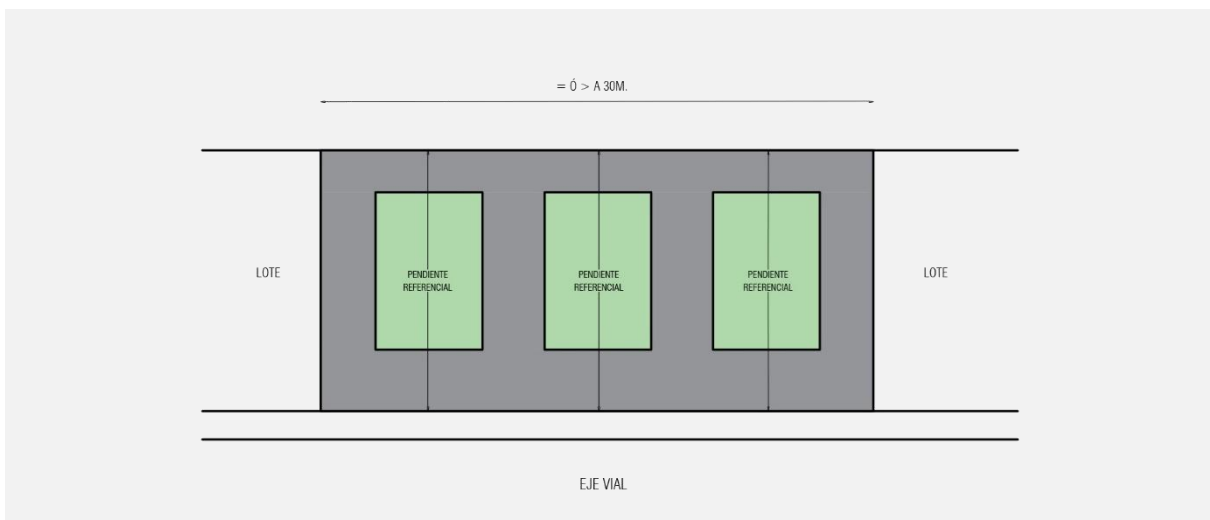 = Ó > A 30M.
LOTE
PENDIENTE
REFERENCIAL
PENDIENTE
REFERENCIAL
PENDIENTE
REFERENCIAL
LOTE
EJE VIAL